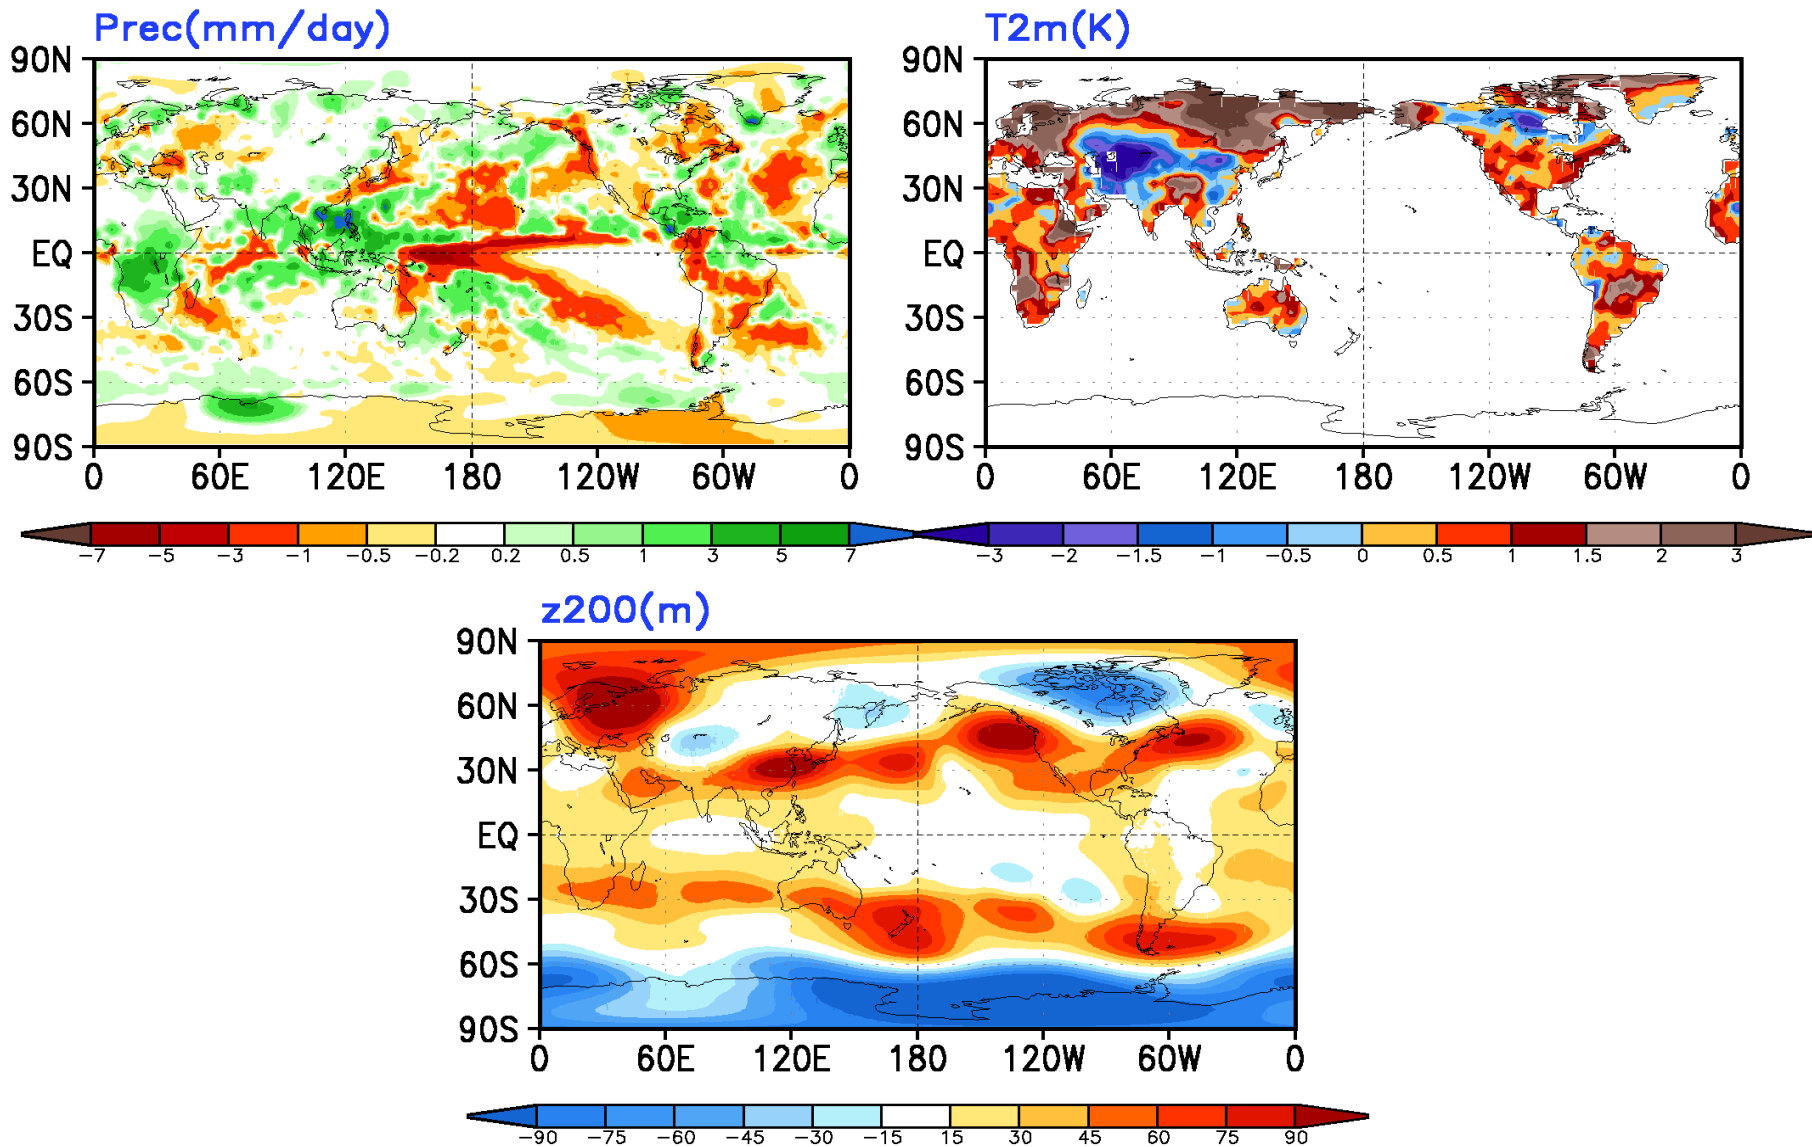 Prec(mm/day)
90N
60N
30N
EQ
30S
60S
90S
0 60E 120E 180 120W 60W 0
-7 -5 -3 -1 -0.5 -0.2 0.2 0.5 1 3 5 7
T2m(K)
90N
60N
30N
EQ
30S
60S
90S
0 60E 120E 180 120W 60W 0
-3 -2 -1.5 -1 -0.5 0 0.5 1 1.5 2 3
z200(m)
90N
60N
30N
EQ
30S
60S
90S
0 60E 120E 180 120W 60W 0
-90 -75 -60 -45 -30 -15 15 30 45 60 75 90